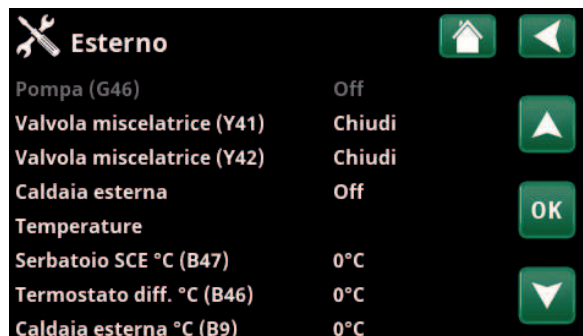 Esterno
Pompa (G46) Off
Valvola miscelatrice (Y41) Chiudi
Valvola miscelatrice (Y42) Chiudi
Caldaia esterna Off
OK
Temperature
Serbatoio SCE °C (B47) 0°C
Termostato diff. °C (B46) 0°C
Caldaia esterna °C (B9) 0°C